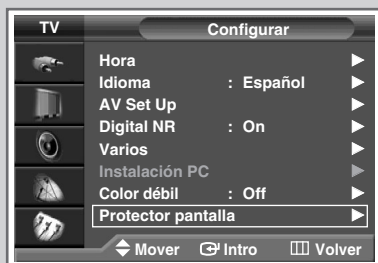 TV Configurar
Hora
Idioma : Español
AV Set Up
Digital NR : On
Varios
Instalación PC
Color débil : Off
Protector pantalla
Mover Intro Volver